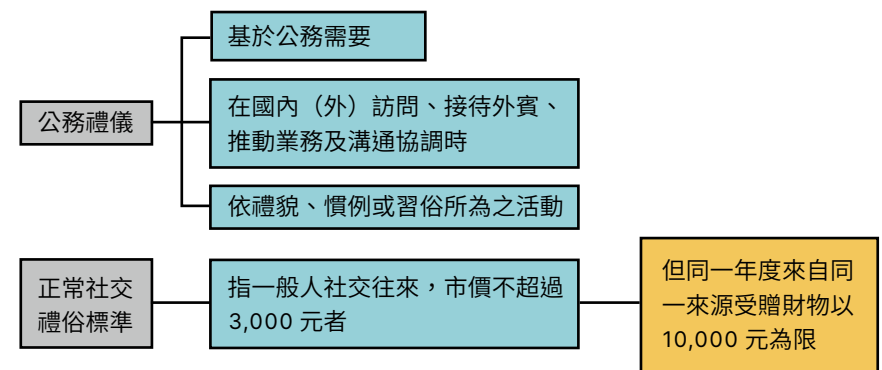 基於公務需要
公務禮儀
在國內（外）訪問、接待外賓、
推動業務及溝通協調時
依禮貌、慣例或習俗所為之活動
正常社交
禮俗標準
指一般人社交往來，市價不超過
3,000 元者
但同一年度來自同
一來源受贈財物以
10,000 元為限